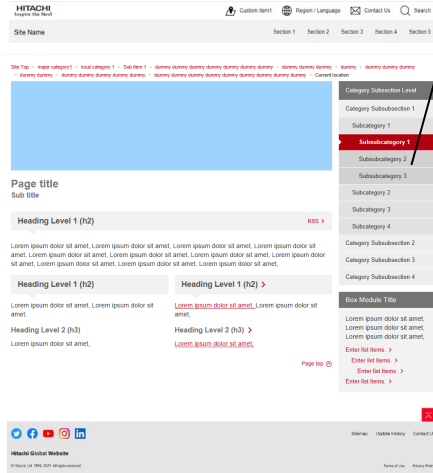 HITACHI
Inspire the Next
Custom item1 Region / Language Contact Us Search
Site Name
Section 1 Section 2 Section 3 Section 4 Section 5
Site Top major category1 local category 1 Sub Item 1 dummy dummy dummy dummy dummy dummy dummy dummy dummy dummy dummy dummy dummy dummy
dummy dummy dummy dummy dummy dummy dummy dummy dummy dummy dummy dummy dummy dummy dummy Current location
Category Subsection Level
Category Subsubsection 1
Subcategory 1
Subsubcategory 1
Subsubcategory 2
Subsubcategory 3
Subcategory 2
Subcategory 3
Subcategory 4
Category Subsubsection 2
Category Subsubsection 3
Category Subsubsection 4
Page title
Sub title
Heading Level 1 (h2) RSS >
Lorem ipsum dolor sit amet, Lorem ipsum dolor sit amet, Lorem ipsum dolor sit amet, Lorem ipsum dolor sit
amet, Lorem ipsum dolor sit amet, Lorem ipsum dolor sit amet, Lorem ipsum dolor sit amet, Lorem ipsum dolor
sit amet, Lorem ipsum dolor sit amet, Lorem ipsum dolor sit amet, Lorem ipsum dolor sit amet,
Heading Level 1 (h2)
Lorem ipsum dolor sit amet, Lorem ipsum dolor sit
amet,
Heading Level 2 (h3)
Lorem ipsum dolor sit amet,
Heading Level 1 (h2) >
Lorem ipsum dolor sit amet, Lorem ipsum dolor sit
amet,
Heading Level 2 (h3) >
Lorem ipsum dolor sit amet,
Page top
Box Module Title
Lorem ipsum dolor sit amet,
Lorem ipsum dolor sit amet,
Lorem ipsum dolor sit amet,
Enter list items. >
Enter list items. >
Enter list items. >
Enter list items. >
Sitemap Update History Contact U
Hitachi Global Website
© Hitachi, Ltd. 1994, 2021. All rights reserved. Terms of Use Privacy Poli